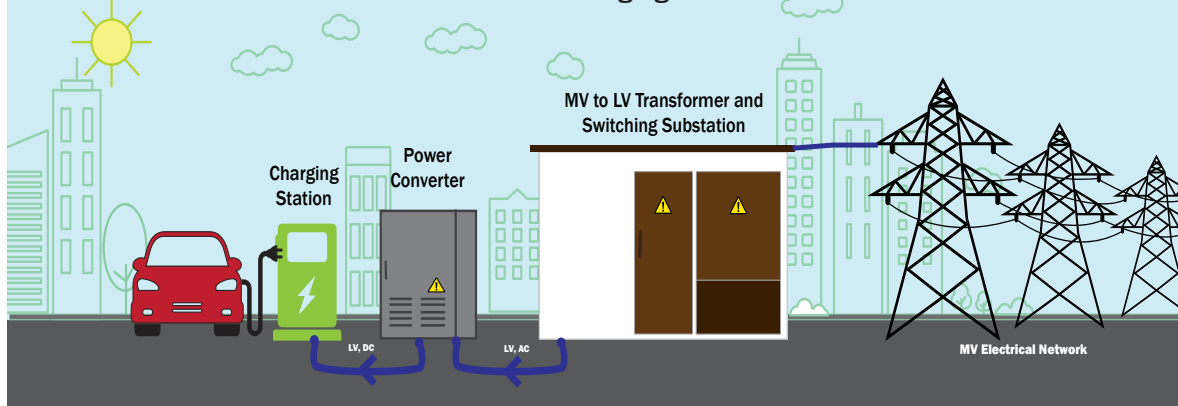 MV to LV Transformer and
Switching Substation
Power
Converter
Charging
Station
LV, DC
LV, AC
MV Electrical Network